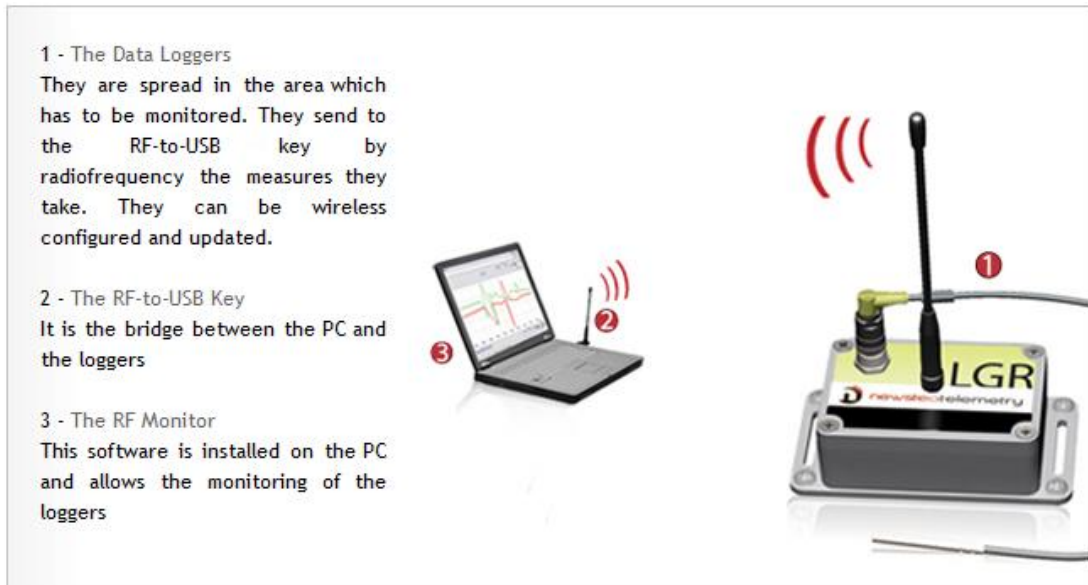 1 - The Data Loggers
They are spread in the area which
has to be monitored. They send to
the RF-to-USB key by
radiofrequency the measures they
take. They can be wireless
configured and updated.
2 - The RF-to-USB Key
It is the bridge between the PC and
the loggers
3 - The RF Monitor
This software is installed on the PC
and allows the monitoring of the
loggers
1
2
3
LGR
newsteotelemetry